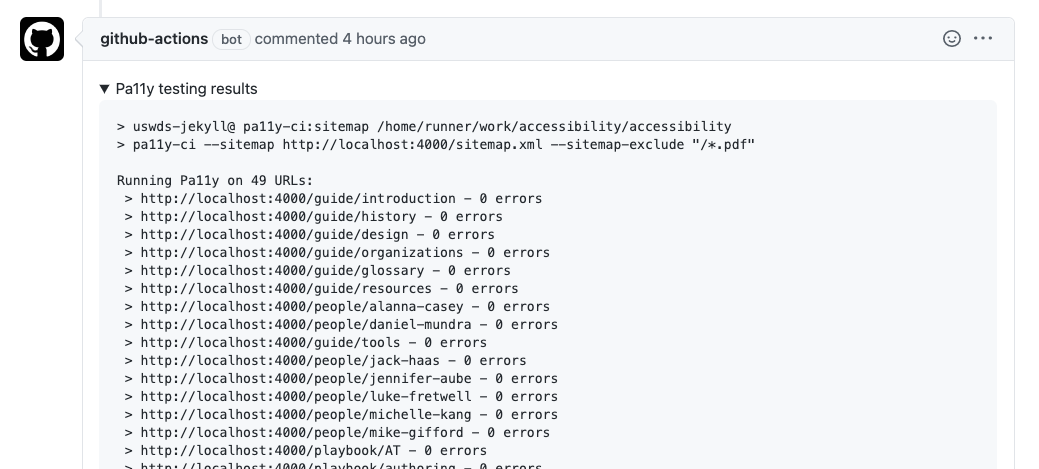 github-actions bot commented 4 hours ago
▼ Pa11y testing results
> uswds-jekyll@ pa11y-ci:sitemap /home/runner/work/accessibility/accessibility
> pa11y-ci --sitemap http://localhost:4000/sitemap.xml --sitemap-exclude "/*.pdf"
Running Pa11y on 49 URLs:
> http://localhost:4000/guide/introduction - 0 errors
> http://localhost:4000/guide/history - 0 errors
> http://localhost:4000/guide/design - 0 errors
> http://localhost:4000/guide/organizations - 0 errors
> http://localhost:4000/guide/glossary - 0 errors
> http://localhost:4000/guide/resources - 0 errors
> http://localhost:4000/people/alanna-casey - 0 errors
> http://localhost:4000/people/daniel-mundra - 0 errors
> http://localhost:4000/guide/tools - 0 errors
> http://localhost:4000/people/jack-haas - 0 errors
> http://localhost:4000/people/jennifer-aube - 0 errors
> http://localhost:4000/people/luke-fretwell - 0 errors
> http://localhost:4000/people/michelle-kang - 0 errors
> http://localhost:4000/people/mike-gifford - 0 errors
> http://localhost:4000/playbook/AT - 0 errors
> http://localhost:4000/playbook/authoring - 0 errors